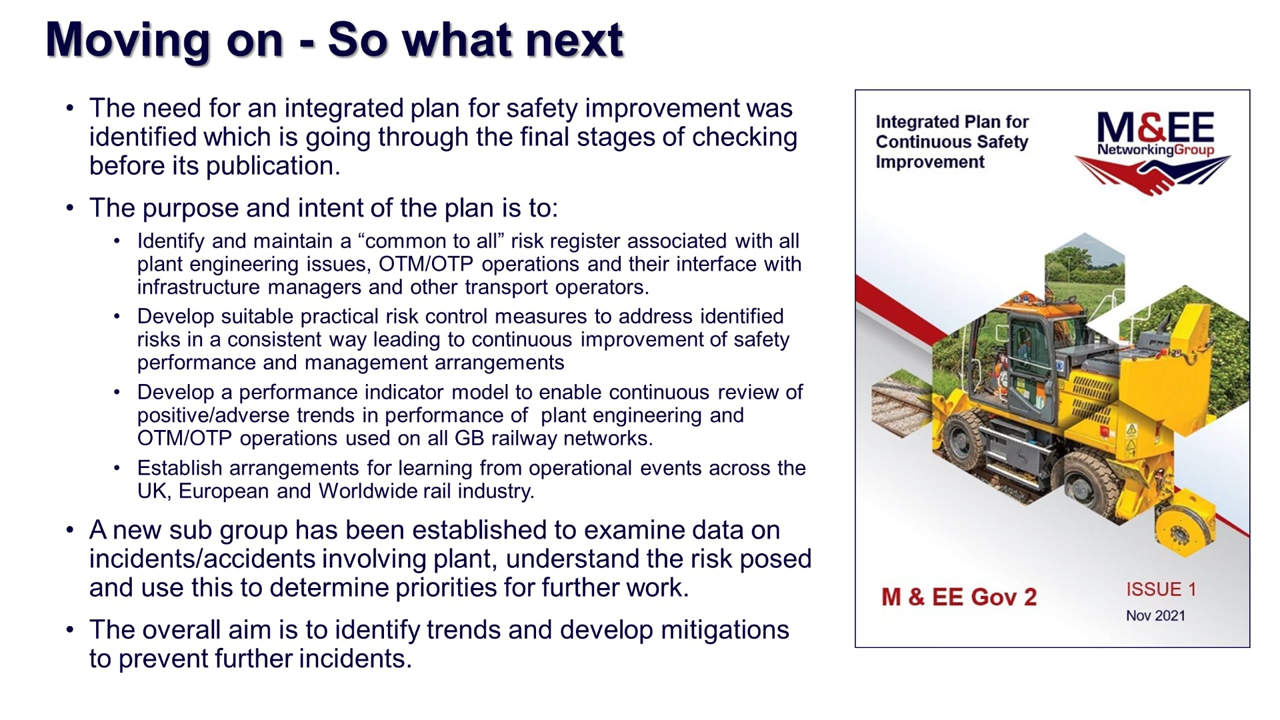 Moving on - So what next
• The need for an integrated plan for safety improvement was
identified which is going through the final stages of checking
before its publication.
• The purpose and intent of the plan is to:
• Identify and maintain a “common to all” risk register associated with all
plant engineering issues, OTM/OTP operations and their interface with
infrastructure managers and other transport operators.
• Develop suitable practical risk control measures to address identified
risks in a consistent way leading to continuous improvement of safety
performance and management arrangements
• Develop a performance indicator model to enable continuous review of
positive/adverse trends in performance of  plant engineering and
OTM/OTP operations used on all GB railway networks.
• Establish arrangements for learning from operational events across the
UK, European and Worldwide rail industry.
• A new sub group has been established to examine data on
incidents/accidents involving plant, understand the risk posed
and use this to determine priorities for further work.
• The overall aim is to identify trends and develop mitigations
to prevent further incidents.
Integrated Plan for
Continuous Safety
Improvement
M&EE
NetworkingGroup
M & EE Gov 2
ISSUE 1
Nov 2021